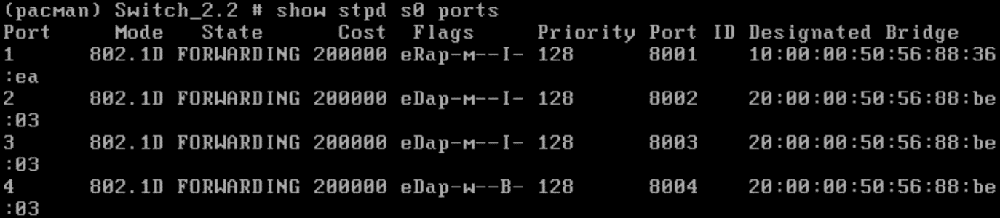 (pacman) Switch_2.2 # show stpd s0 ports
Port     Mode   State      Cost  Flags     Priority Port ID Designated Bridge
1      802.1D FORWARDING 200000 eRap-m--I- 128      8001    10:00:00:50:56:88:36
:ea
2      802.1D FORWARDING 200000 eDap-m--I- 128      8002    20:00:00:50:56:88:be
:03
3      802.1D FORWARDING 200000 eDap-m--I- 128      8003    20:00:00:50:56:88:be
:03
4      802.1D FORWARDING 200000 eDap-w--B- 128      8004    20:00:00:50:56:88:be
:03